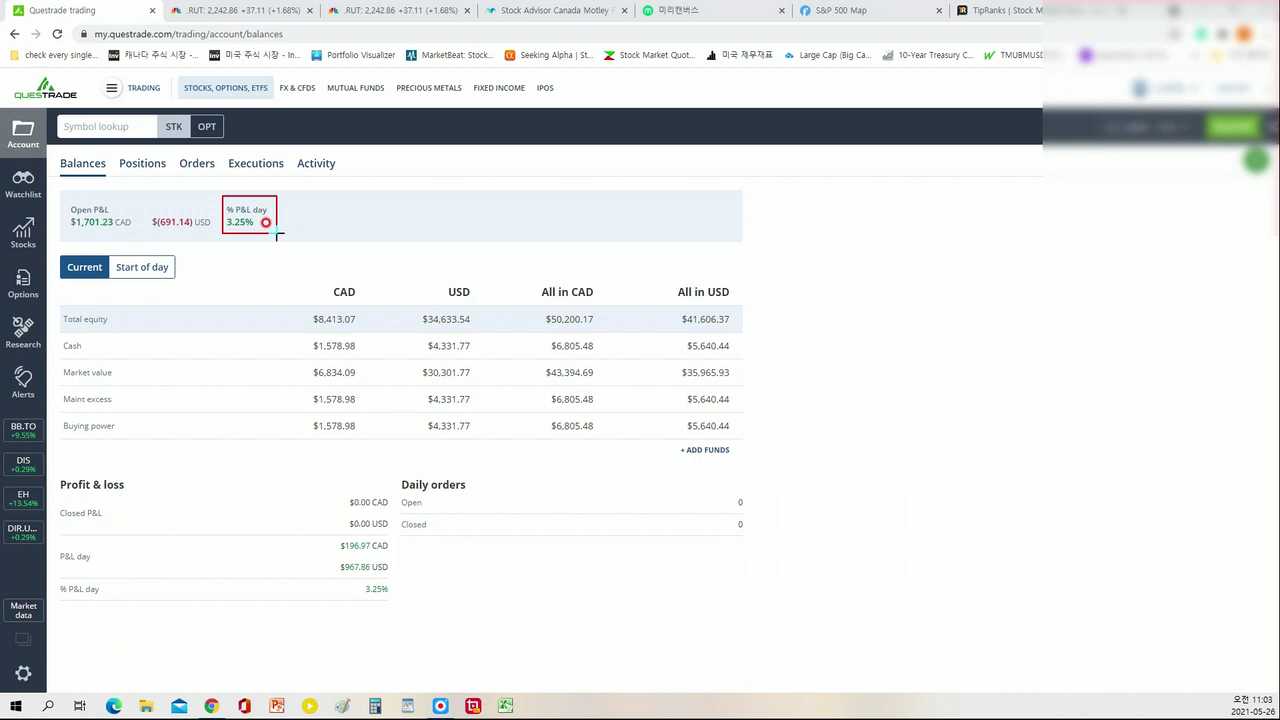 Questrade trading
.RUT: 2,242.86 +37.11 (+1.68%)
.RUT: 2,242.86 +37.11 (+1.68%)
Stock Advisor Canada Motley
미리캔버스
S&P 500 Map
TipRanks | Stock M
my.questrade.com/trading/account/balances
check every single...
캐나다 주식 시장 -...
미국 주식 시장 - In...
Portfolio Visualizer
MarketBeat: Stock...
Seeking Alpha | St...
Stock Market Quot...
미국 재무제표
Large Cap (Big Ca...
10-Year Treasury C...
TMUBMUSD
QUESTRADE
TRADING
STOCKS, OPTIONS, ETFS
FX & CFDS
MUTUAL FUNDS
PRECIOUS METALS
FIXED INCOME
IPOS
Account
Symbol lookup
STK
OPT
Balances
Positions
Orders
Executions
Activity
Watchlist
Stocks
Options
Research
Alerts
BB.TO
+9.55%
DIS
+0.29%
EH
+13.54%
DIR.U...
+0.29%
Market
data
Open P&L
$1,701.23 CAD
$(691.14) USD
% P&L day
3.25%
Current
Start of day
CAD USD All in CAD All in USD
Total equity $8,413.07 $34,633.54 $50,200.17 $41,606.37
Cash $1,578.98 $4,331.77 $6,805.48 $5,640.44
Market value $6,834.09 $30,301.77 $43,394.69 $35,965.93
Maint excess $1,578.98 $4,331.77 $6,805.48 $5,640.44
Buying power $1,578.98 $4,331.77 $6,805.48 $5,640.44
+ ADD FUNDS
Profit & loss
Closed P&L
$0.00 CAD
$0.00 USD
P&L day
$196.97 CAD
$967.86 USD
% P&L day 3.25%
Daily orders
Open 0
Closed 0
오전 11:03
2021-05-26